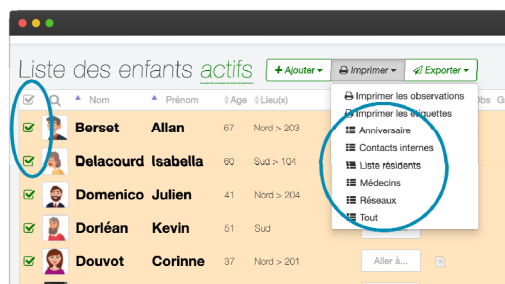 Liste des enfants actifs + Ajouter Imprimer Exporter
Nom Prénom Age Lieu(x) Obs
Imprimer les observations
Imprimer les étiquettes
Anniversaire
Contacts internes
Liste résidents
Médecins
Réseaux
Tout
Berset Allan 67 Nord > 203
Delacourd Isabella 60 Sud > 104
Domenico Julien 41 Nord > 204
Dorléan Kevin 51 Sud
Douvot Corinne 37 Nord > 201 Aller à...